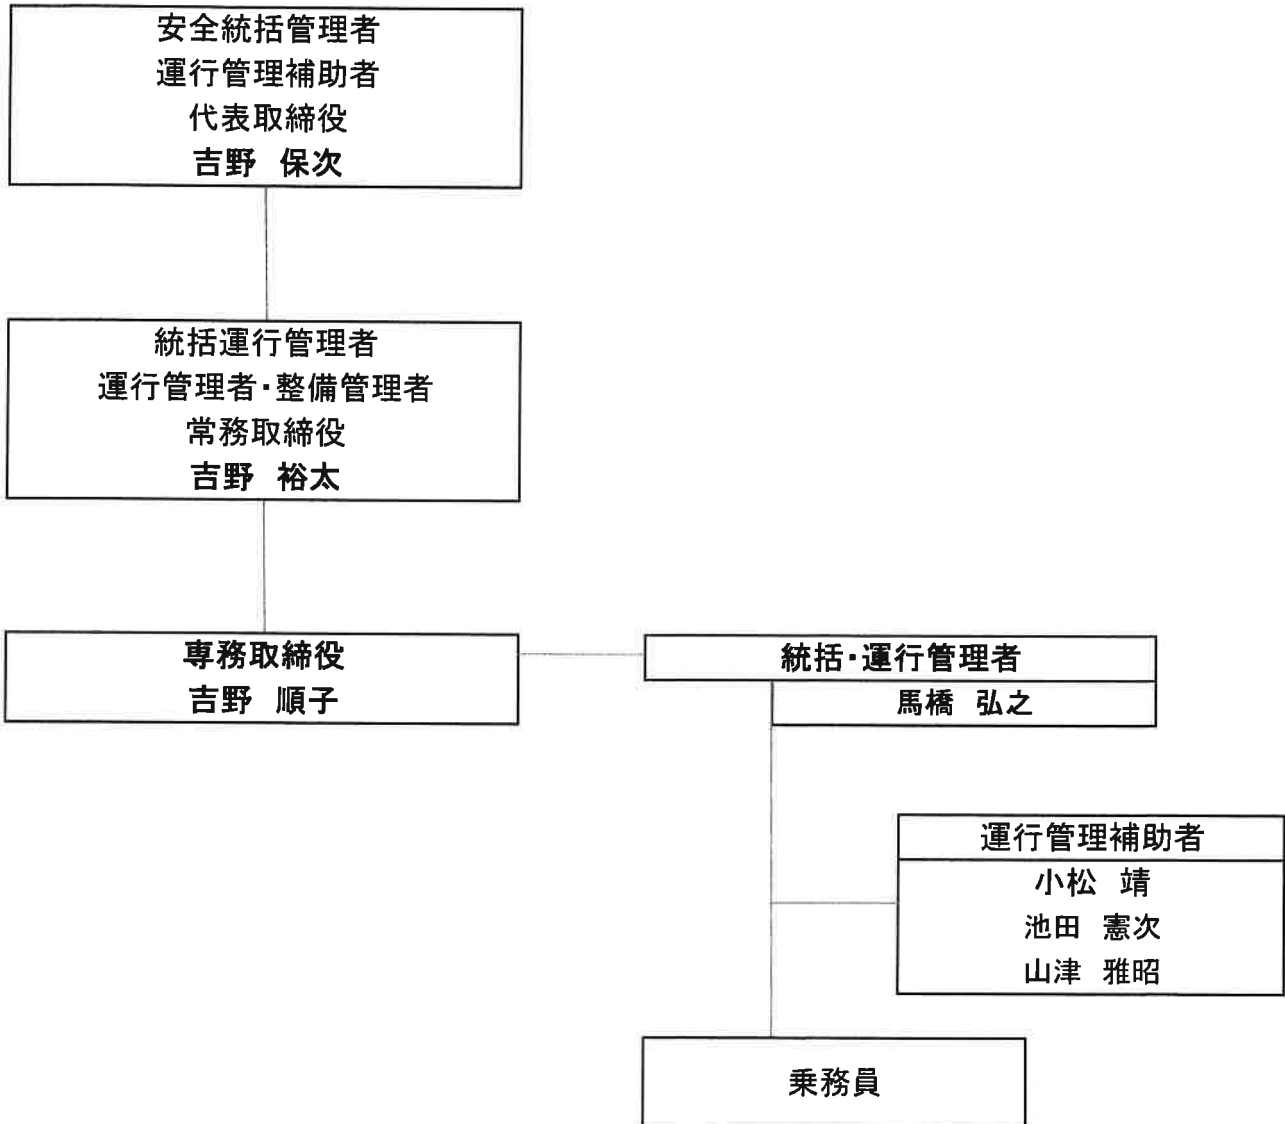 安全統括管理者
運行管理補助者
代表取締役
吉野　保次
統括運行管理者
運行管理者・整備管理者
常務取締役
吉野　裕太
専務取締役
吉野　順子
統括・運行管理者
馬橋　弘之
運行管理補助者
小松　靖
池田　憲次
山津　雅昭
乗務員